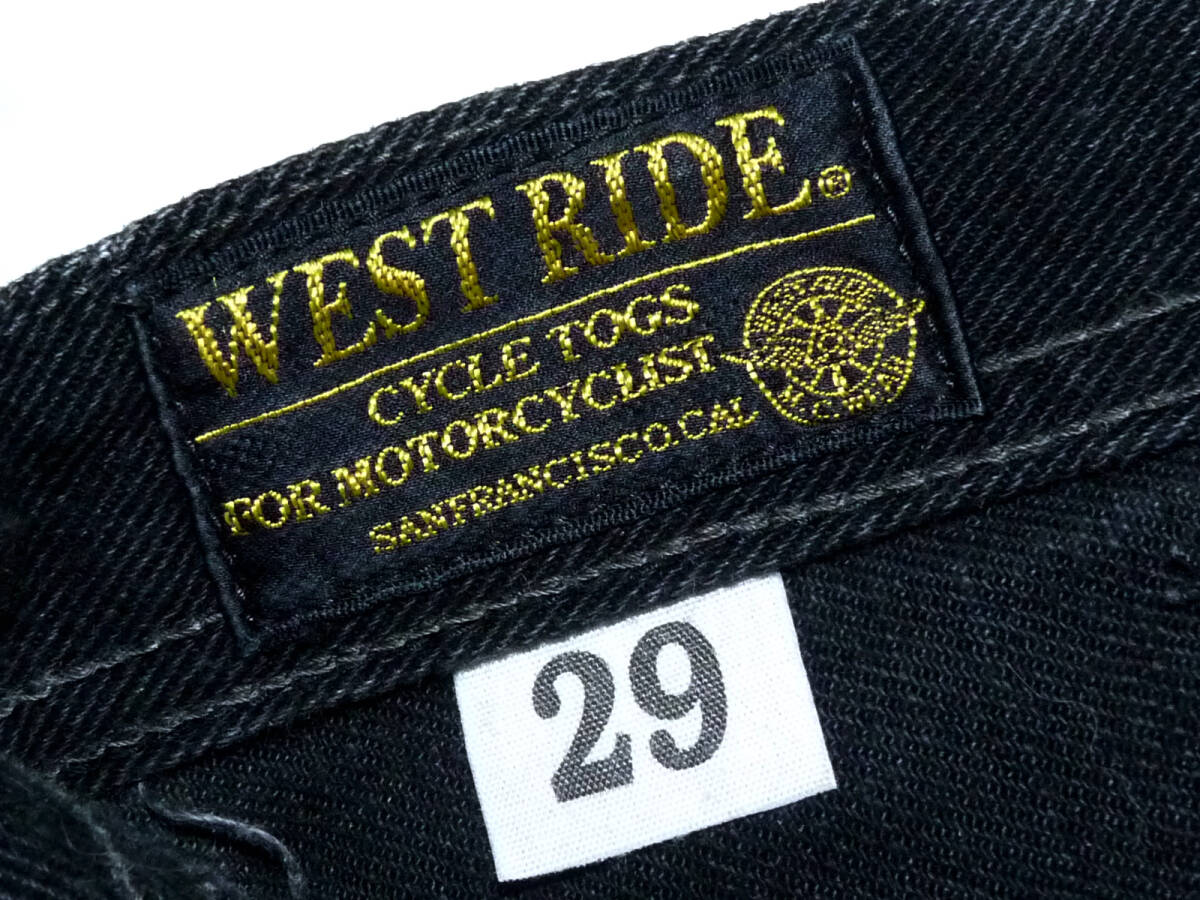 WEST RIDE.®
CYCLE TOGS
FOR MOTORCYCLIST
SANFRANCISCO.CAL
29